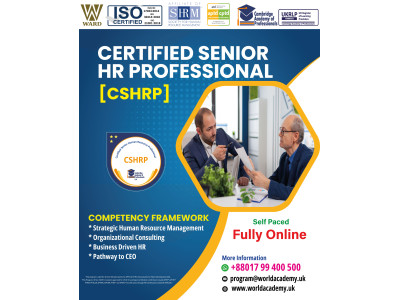 WARD
ISO
CERTIFIED
SHRM
Cambridge
Academy of
Professionals
UKRLP
CERTIFIED SENIOR
HR PROFESSIONAL
[CSHRP]
CSHRP
COMPETENCY FRAMEWORK
* Strategic Human Resource Management
* Organizational Consulting
* Business Driven HR
* Pathway to CEO
Self Paced
Fully Online
More Information
+88017 99 400 500
program@worldacademy.uk
www.worldacademy.uk